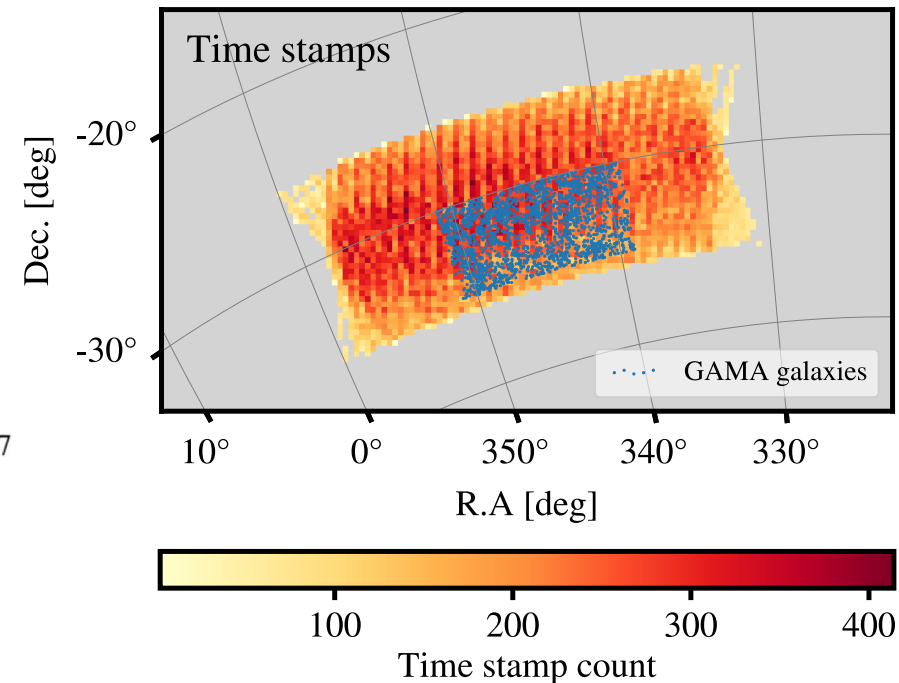 Time stamps
Dec. [deg]
-20°
-30°
GAMA galaxies
7
10° 0° 350° 340° 330°
R.A [deg]
100 200 300 400
Time stamp count